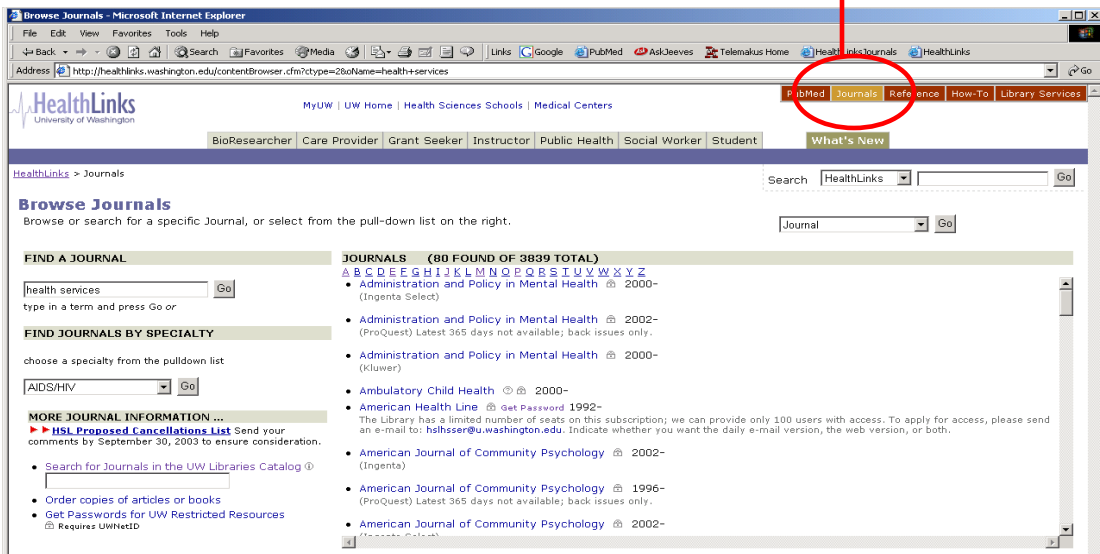 Browse Journals - Microsoft Internet Explorer
File Edit View Favorites Tools Help
Back Search Favorites Media Links Google PubMed AskJeeves Telemakus Home HealthLinksJournals HealthLinks
Address http://healthlinks.washington.edu/contentBrowser.cfm?ctype=2&oName=health+services Go
PubMed Journals Reference How-To Library Services
HealthLinks
University of Washington
MyUW | UW Home | Health Sciences Schools | Medical Centers
BioResearcher Care Provider Grant Seeker Instructor Public Health Social Worker Student What's New
HealthLinks > Journals
Search HealthLinks Go
Browse Journals
Browse or search for a specific Journal, or select from the pull-down list on the right.
Journal Go
FIND A JOURNAL
health services Go
type in a term and press Go or
FIND JOURNALS BY SPECIALTY
choose a specialty from the pulldown list
AIDS/HIV Go
MORE JOURNAL INFORMATION ...
HSL Proposed Cancellations List Send your
comments by September 30, 2003 to ensure consideration.
• Search for Journals in the UW Libraries Catalog
• Order copies of articles or books
• Get Passwords for UW Restricted Resources
Requires UWNetID
JOURNALS (80 FOUND OF 3839 TOTAL)
A B C D E F G H I J K L M N O P Q R S T U V W X Y Z
• Administration and Policy in Mental Health 2000-
(Ingenta Select)
• Administration and Policy in Mental Health 2002-
(ProQuest) Latest 365 days not available; back issues only.
• Administration and Policy in Mental Health 2000-
(Kluwer)
• Ambulatory Child Health 2000-
• American Health Line Get Password 1992-
The Library has a limited number of seats on this subscription; we can provide only 100 users with access. To apply for access, please send
an e-mail to: hslhsser@u.washington.edu. Indicate whether you want the daily e-mail version, the web version, or both.
• American Journal of Community Psychology 2002-
(Ingenta)
• American Journal of Community Psychology 1996-
(ProQuest) Latest 365 days not available; back issues only.
• American Journal of Community Psychology 2002-